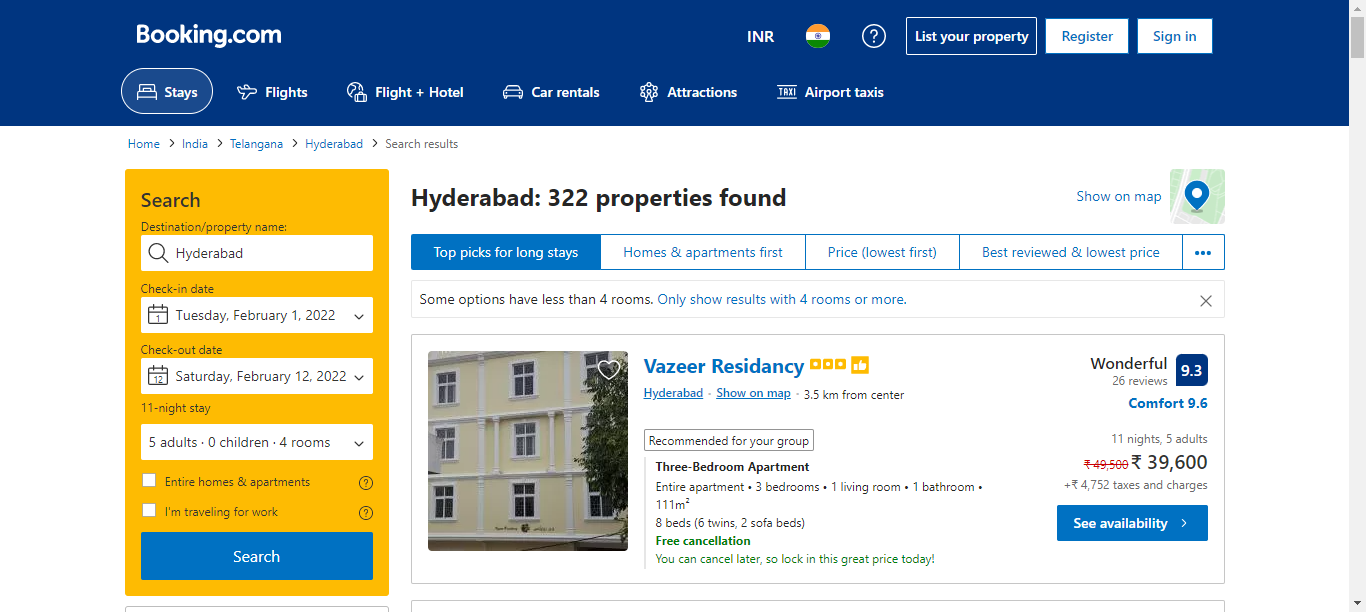 Booking.com
INR
List your property
Register
Sign in
Stays
Flights
Flight + Hotel
Car rentals
TAXI
Attractions
Airport taxis
Home
India
Telangana
Hyderabad
Search results
Search
Destination/property name:
Hyderabad
Check-in date
1
Tuesday, February 1, 2022
Check-out date
12
Saturday, February 12, 2022
11-night stay
5 adults · 0 children · 4 rooms
Entire homes & apartments
I'm traveling for work
Search
Hyderabad: 322 properties found
Show on map
Top picks for long stays
Homes & apartments first
Price (lowest first)
Best reviewed & lowest price
Some options have less than 4 rooms. Only show results with 4 rooms or more.
Vazeer Residancy
Hyderabad · Show on map · 3.5 km from center
Wonderful 9.3
26 reviews
Comfort 9.6
Recommended for your group
Three-Bedroom Apartment
Entire apartment • 3 bedrooms • 1 living room • 1 bathroom •
111m²
8 beds (6 twins, 2 sofa beds)
Free cancellation
You can cancel later, so lock in this great price today!
11 nights, 5 adults
₹ 49,500 ₹ 39,600
+₹ 4,752 taxes and charges
See availability